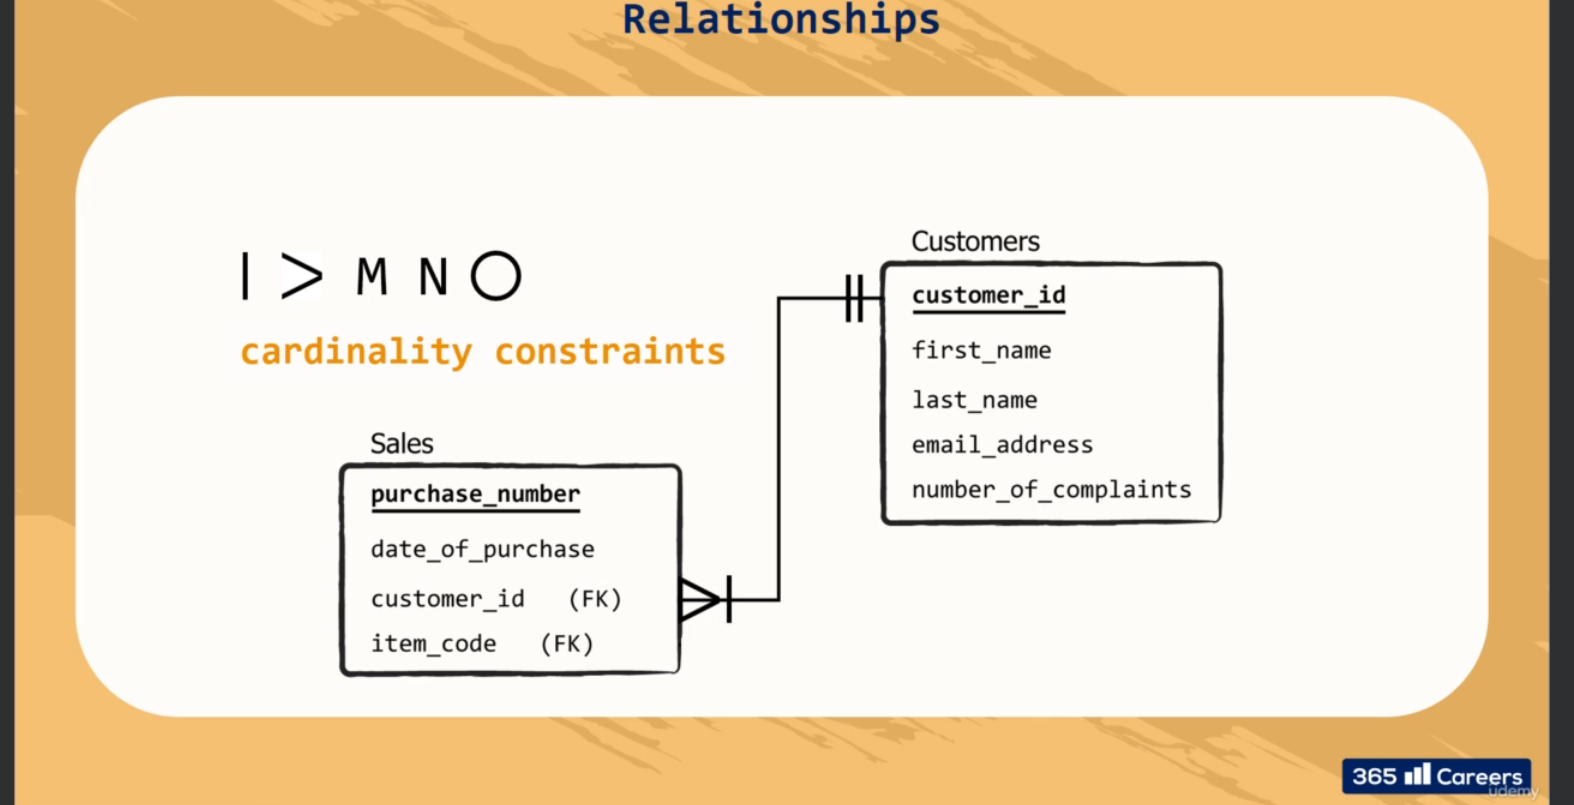 Relationships
| > M N O
cardinality constraints
Customers
customer_id
first_name
last_name
email_address
number_of_complaints
Sales
purchase_number
date_of_purchase
customer_id (FK)
item_code (FK)
365 Careers
udemy